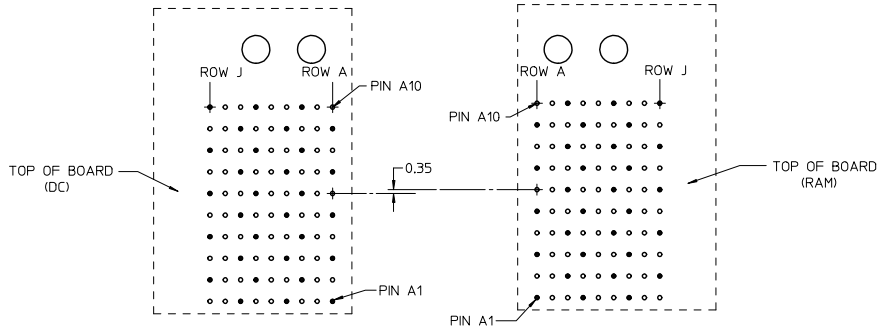 ROW J
ROW A
PIN A10
TOP OF BOARD
(DC)
0.35
PIN A1
ROW A
ROW J
PIN A10
TOP OF BOARD
(RAM)
PIN A1